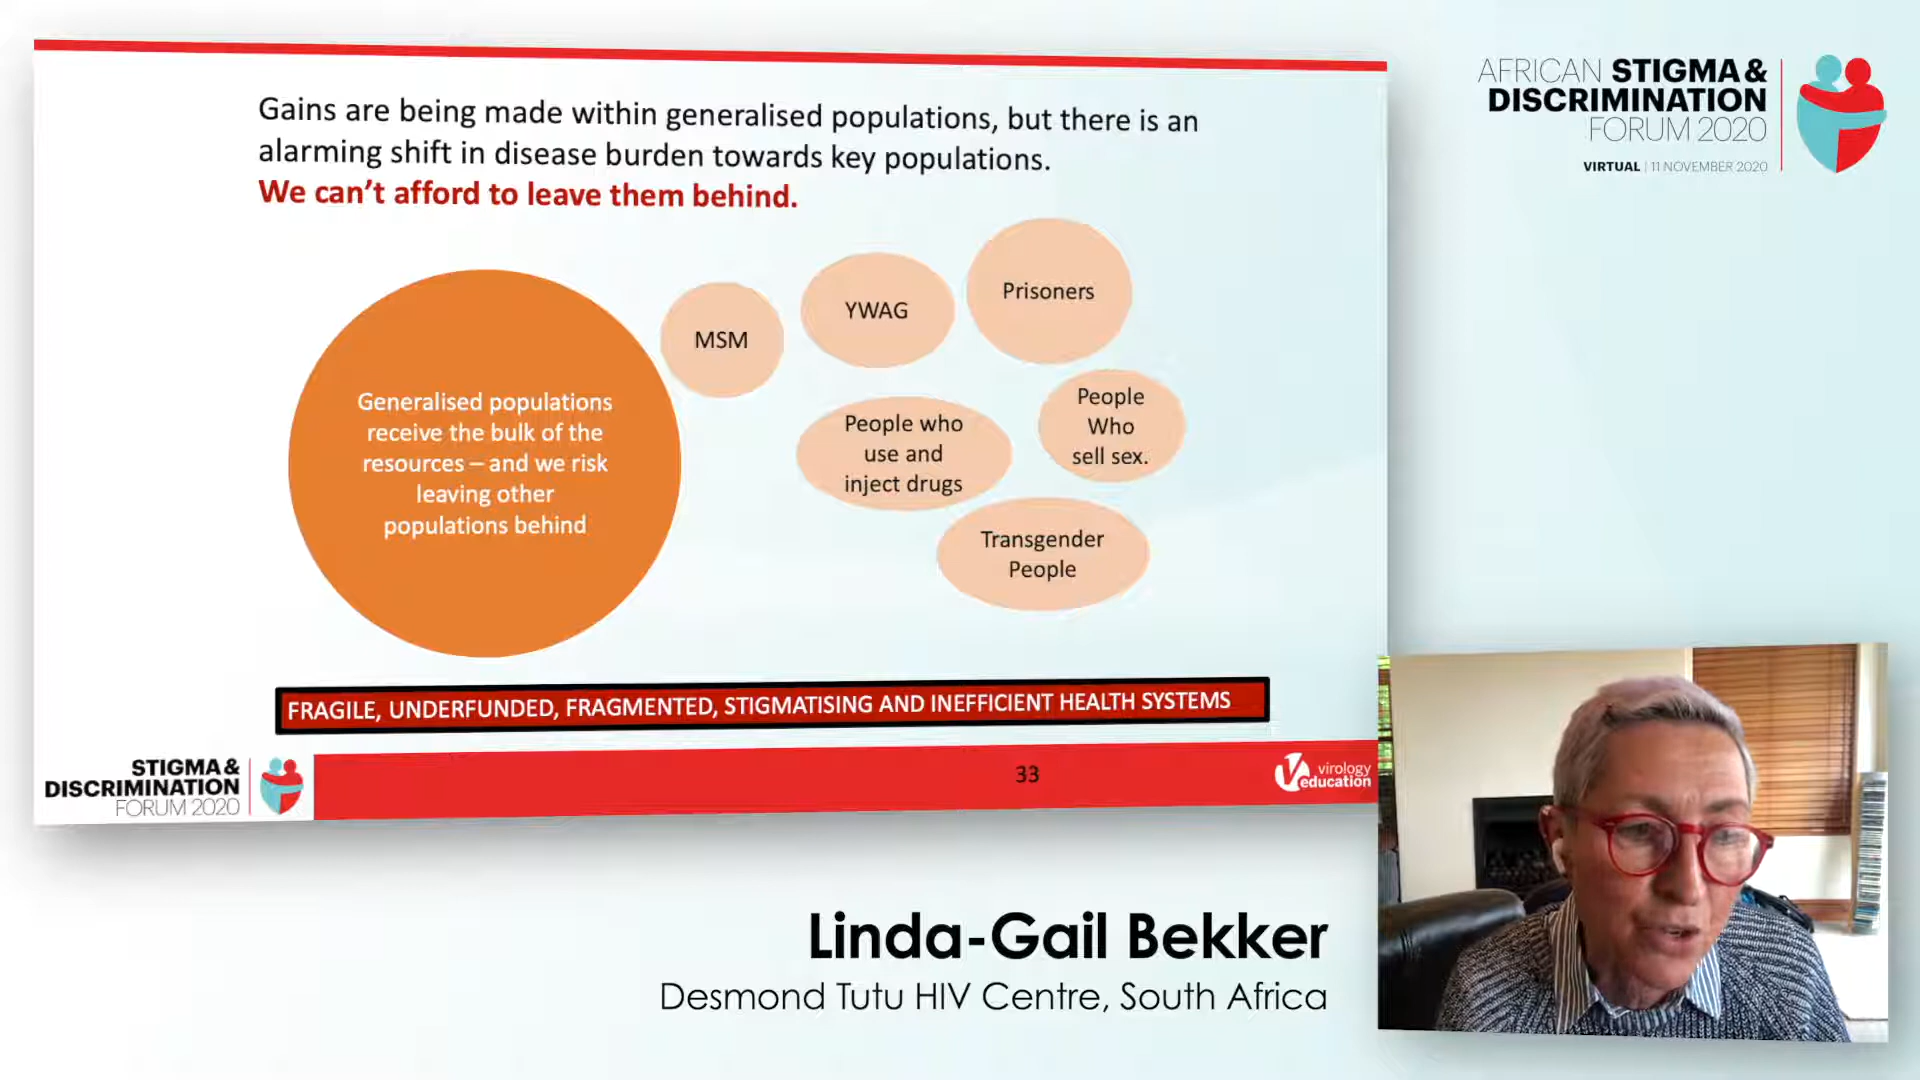 Gains are being made within generalised populations, but there is an
alarming shift in disease burden towards key populations.
We can't afford to leave them behind.
Generalised populations
receive the bulk of the
resources – and we risk
leaving other
populations behind
MSM
YWAG
Prisoners
People who
use and
inject drugs
People
Who
sell sex.
Transgender
People
FRAGILE, UNDERFUNDED, FRAGMENTED, STIGMATISING AND INEFFICIENT HEALTH SYSTEMS
STIGMA &
DISCRIMINATION
FORUM 2020
33
virology
education
AFRICAN STIGMA &
DISCRIMINATION
FORUM 2020
VIRTUAL | 11 NOVEMBER 2020
Linda-Gail Bekker
Desmond Tutu HIV Centre, South Africa